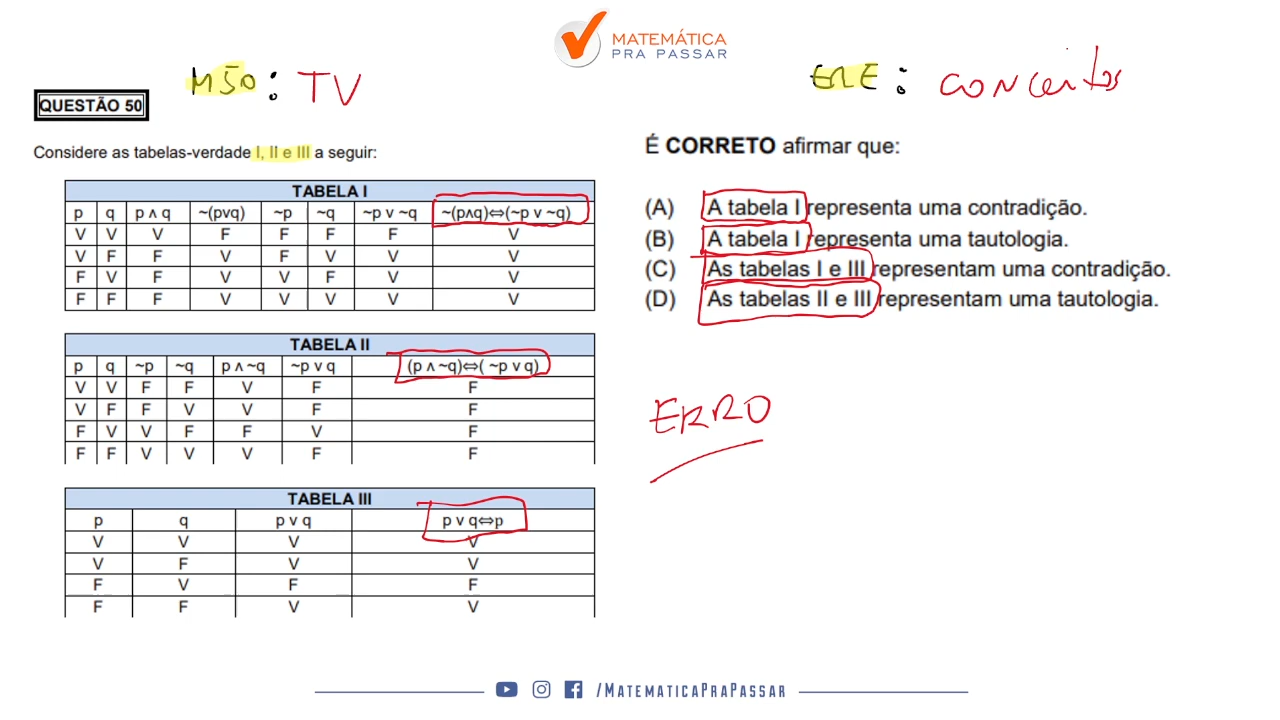 MATEMÁTICA
PRA PASSAR
MÃO: TV
ERE: CONCEITOS
QUESTÃO 50
Considere as tabelas-verdade I, II e III a seguir:
TABELA I
p q p ∧ q ~(pvq) ~p ~q ~p v ~q ~(p∧q)⇔(~p v ~q)
V V V F F F F V
V F F V F V V V
F V F V V F V V
F F F V V V V V
TABELA II
p q ~p ~q p ∧ ~q ~p v q (p ∧ ~q)⇔( ~p v q)
V V F F V F F
V F F V V F F
F V V F F V F
F F V V V F F
TABELA III
p q p v q p v q⇔p
V V V V
V F V V
F V F F
F F V V
É CORRETO afirmar que:
(A) A tabela I representa uma contradição.
(B) A tabela I representa uma tautologia.
(C) As tabelas I e III representam uma contradição.
(D) As tabelas II e III representam uma tautologia.
ERRO
/MATEMATICAPRAPASSAR